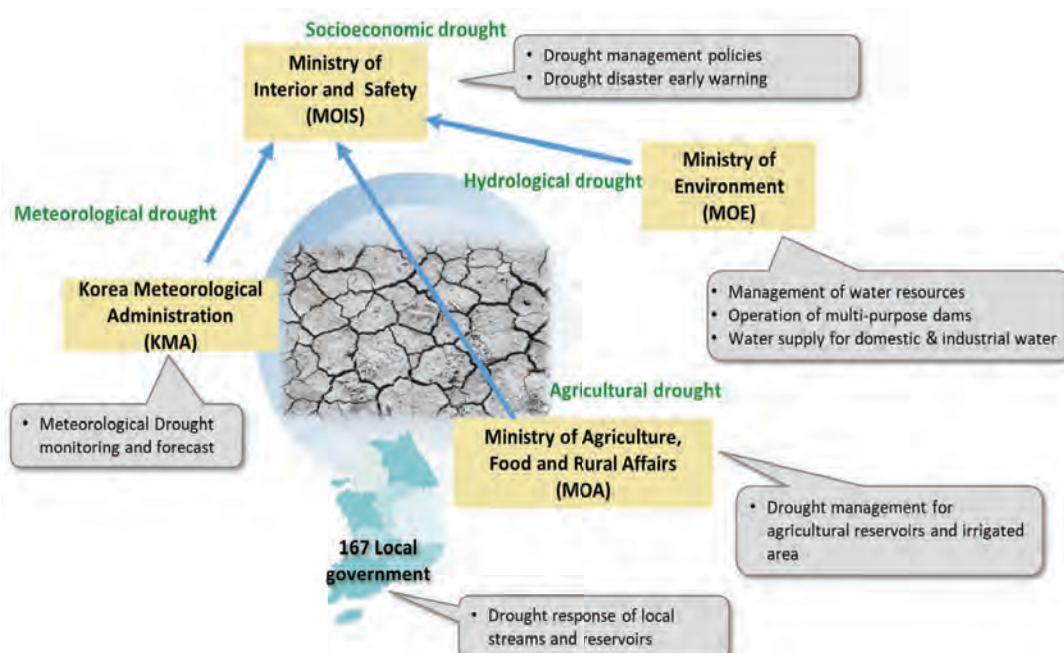 Socioeconomic drought
Ministry of
Interior and Safety
(MOIS)
• Drought management policies
• Drought disaster early warning
Hydrological drought
Ministry of
Environment
(MOE)
• Management of water resources
• Operation of multi-purpose dams
• Water supply for domestic & industrial water
Meteorological drought
Korea Meteorological
Administration
(KMA)
• Meteorological Drought
monitoring and forecast
Agricultural drought
Ministry of Agriculture,
Food and Rural Affairs
(MOA)
• Drought management for
agricultural reservoirs and irrigated
area
167 Local
government
• Drought response of local
streams and reservoirs